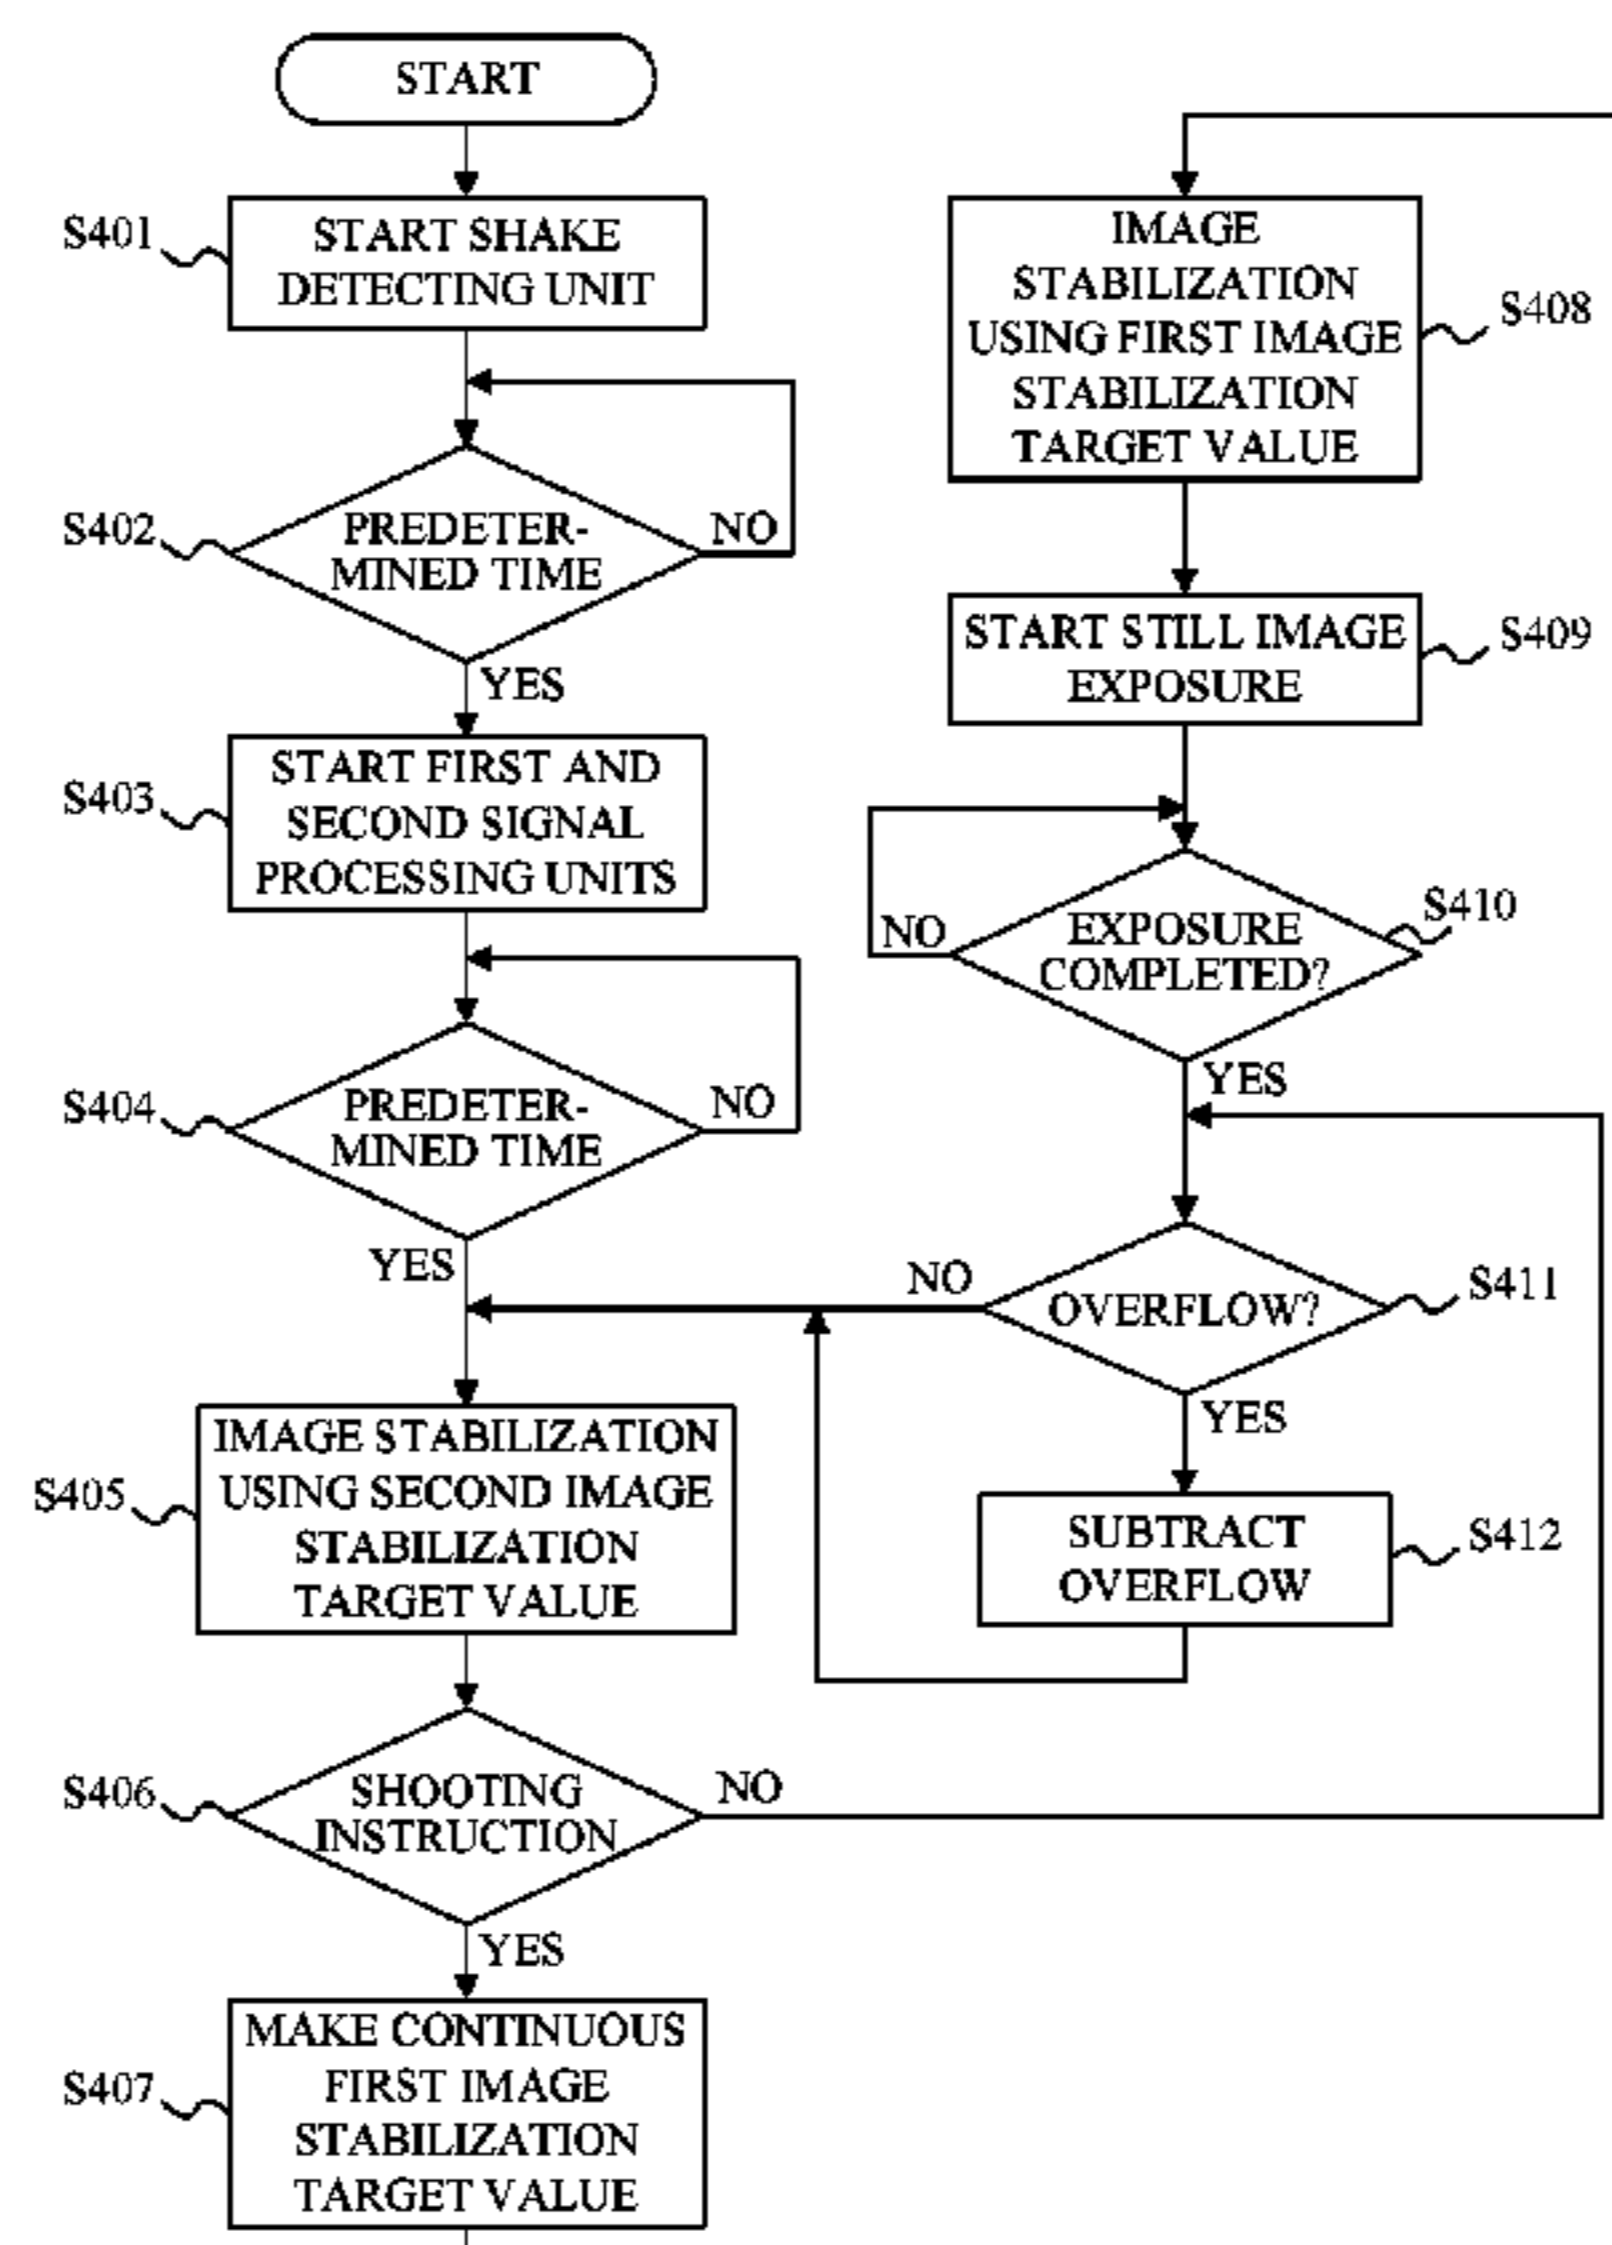 START
S401
START SHAKE
DETECTING UNIT
S402
PREDETER-
MINED TIME
NO
YES
S403
START FIRST AND
SECOND SIGNAL
PROCESSING UNITS
S404
PREDETER-
MINED TIME
NO
YES
S405
IMAGE STABILIZATION
USING SECOND IMAGE
STABILIZATION
TARGET VALUE
S406
SHOOTING
INSTRUCTION
NO
YES
S407
MAKE CONTINUOUS
FIRST IMAGE
STABILIZATION
TARGET VALUE
IMAGE
STABILIZATION
USING FIRST IMAGE
STABILIZATION
TARGET VALUE
S408
START STILL IMAGE
EXPOSURE
S409
EXPOSURE
COMPLETED?
S410
NO
YES
OVERFLOW?
S411
NO
YES
SUBTRACT
OVERFLOW
S412